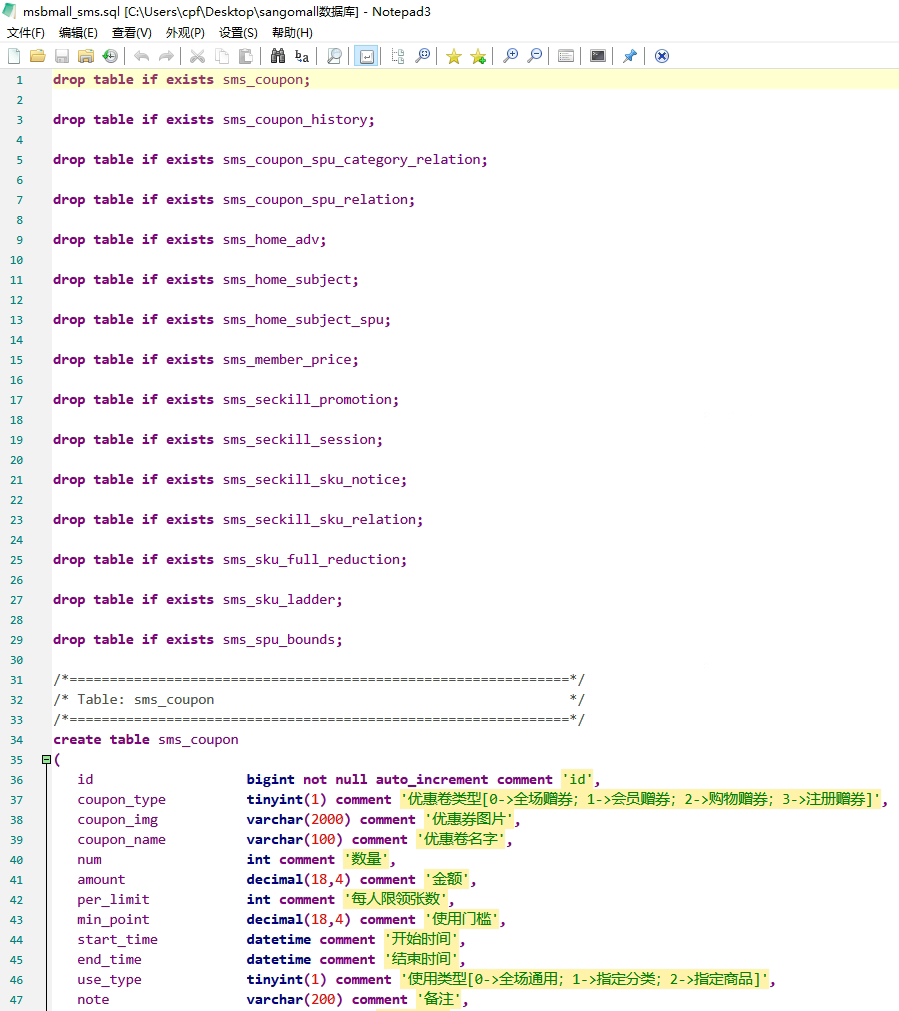 msbmall_sms.sql [C:\Users\cpf\Desktop\sangomall数据库] - Notepad3
文件(F) 编辑(E) 查看(V) 外观(P) 设置(S) 帮助(H)
1 drop table if exists sms_coupon;
2
3 drop table if exists sms_coupon_history;
4
5 drop table if exists sms_coupon_spu_category_relation;
6
7 drop table if exists sms_coupon_spu_relation;
8
9 drop table if exists sms_home_adv;
10
11 drop table if exists sms_home_subject;
12
13 drop table if exists sms_home_subject_spu;
14
15 drop table if exists sms_member_price;
16
17 drop table if exists sms_seckill_promotion;
18
19 drop table if exists sms_seckill_session;
20
21 drop table if exists sms_seckill_sku_notice;
22
23 drop table if exists sms_seckill_sku_relation;
24
25 drop table if exists sms_sku_full_reduction;
26
27 drop table if exists sms_sku_ladder;
28
29 drop table if exists sms_spu_bounds;
30
31 /*==============================================================*/
32 /* Table: sms_coupon */
33 /*==============================================================*/
34 create table sms_coupon
35 (
36 id bigint not null auto_increment comment 'id',
37 coupon_type tinyint(1) comment '优惠卷类型[0->全场赠券；1->会员赠券；2->购物赠券；3->注册赠券]',
38 coupon_img varchar(2000) comment '优惠券图片',
39 coupon_name varchar(100) comment '优惠卷名字',
40 num int comment '数量',
41 amount decimal(18,4) comment '金额',
42 per_limit int comment '每人限领张数',
43 min_point decimal(18,4) comment '使用门槛',
44 start_time datetime comment '开始时间',
45 end_time datetime comment '结束时间',
46 use_type tinyint(1) comment '使用类型[0->全场通用；1->指定分类；2->指定商品]',
47 note varchar(200) comment '备注',